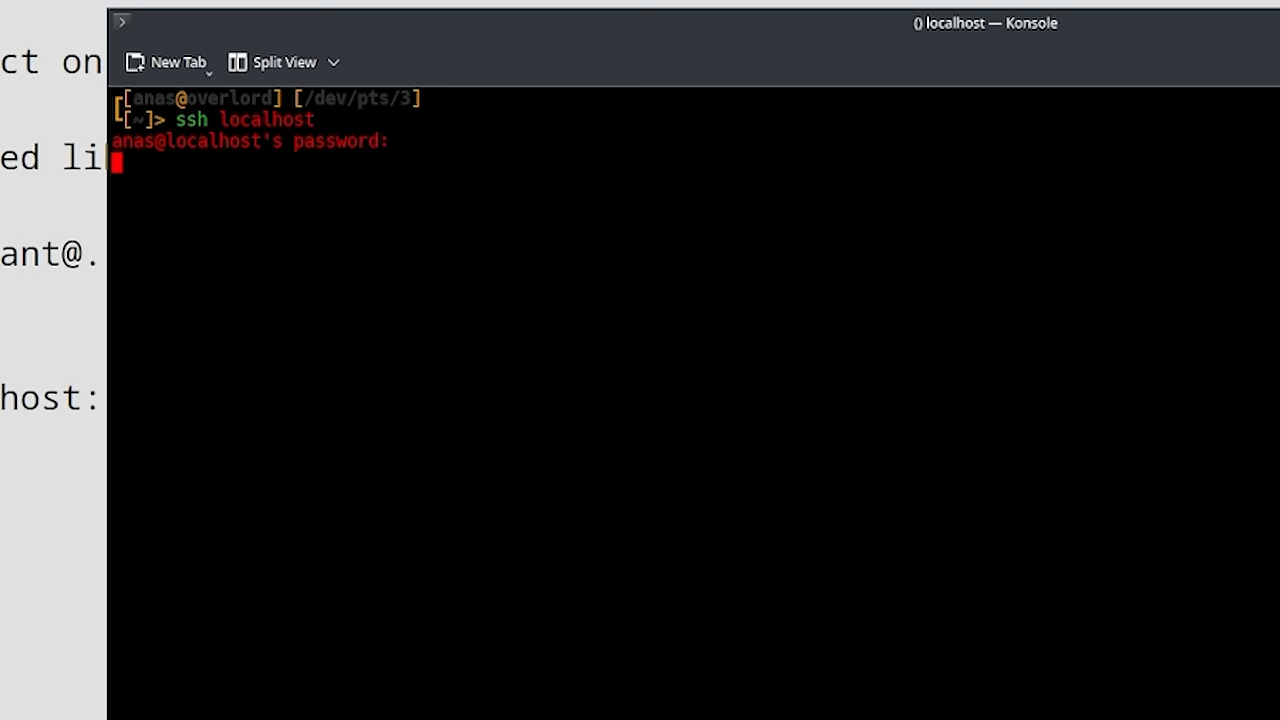 () localhost — Konsole
New Tab Split View
[anas@overlord] [/dev/pts/3]
[~]> ssh localhost
anas@localhost's password:
ct on
ed li
ant@.
host: